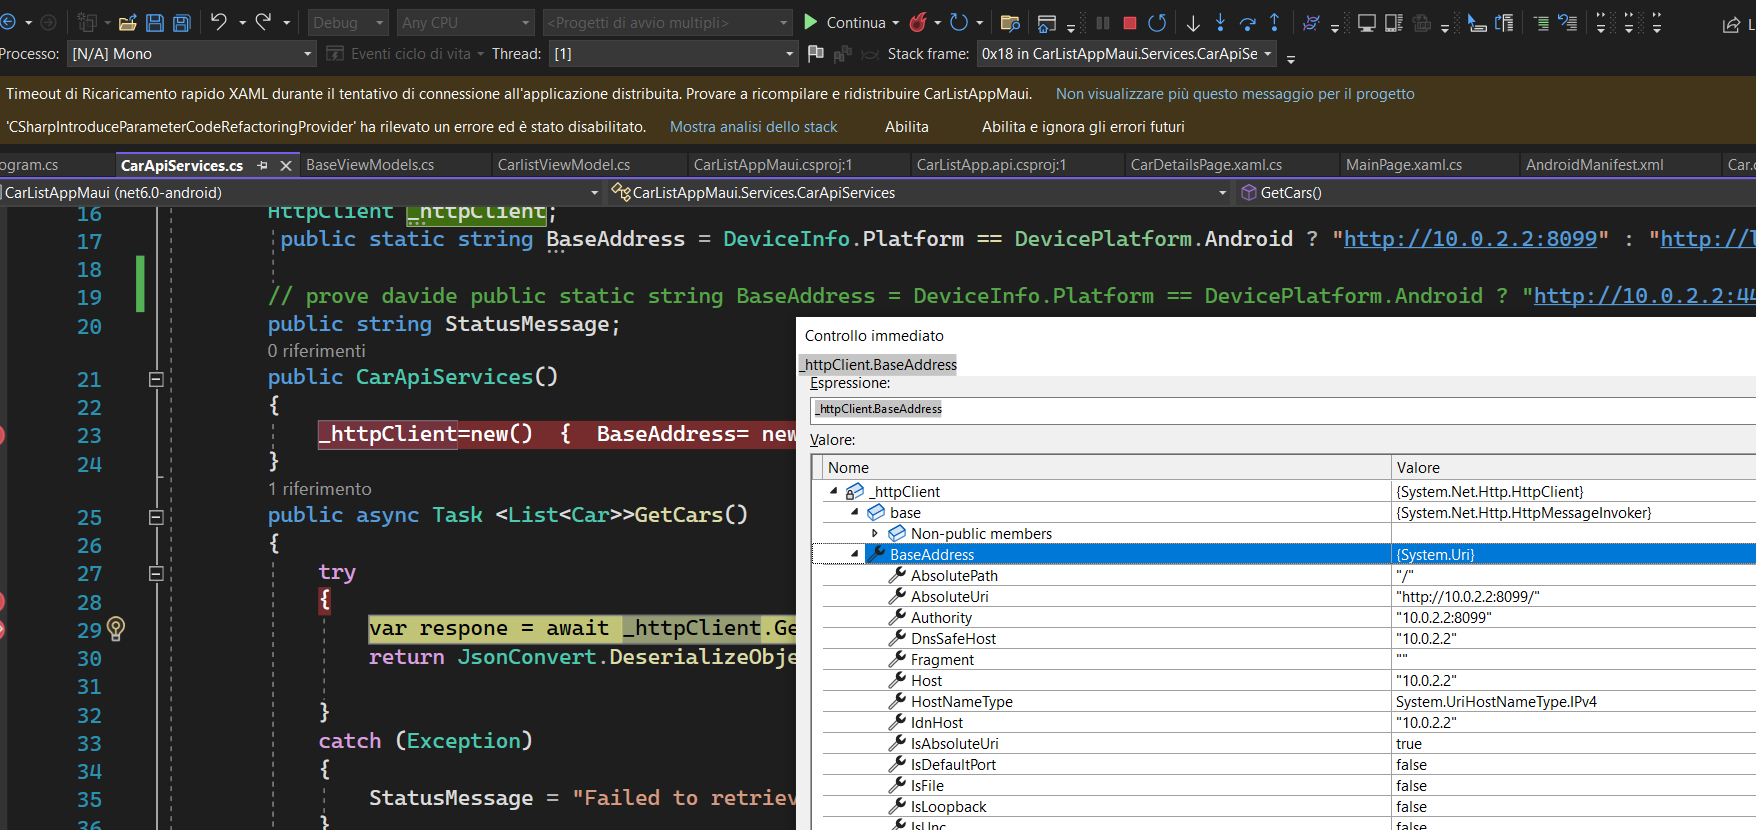 Debug
Any CPU
<Progetti di avvio multipli>
Continua
Processo: [N/A] Mono
Eventi ciclo di vita
Thread: [1]
Stack frame: 0x18 in CarListAppMaui.Services.CarApiSe
Timeout di Ricaricamento rapido XAML durante il tentativo di connessione all'applicazione distribuita. Provare a ricompilare e ridistribuire CarListAppMaui. Non visualizzare più questo messaggio per il progetto
'CSharpIntroduceParameterCodeRefactoringProvider' ha rilevato un errore ed è stato disabilitato. Mostra analisi dello stack Abilita Abilita e ignora gli errori futuri
ogram.cs CarApiServices.cs BaseViewModels.cs CarlistViewModel.cs CarListAppMaui.csproj:1 CarListApp.api.csproj:1 CarDetailsPage.xaml.cs MainPage.xaml.cs AndroidManifest.xml Car.c
CarListAppMaui (net6.0-android) CarListAppMaui.Services.CarApiServices GetCars()
16 HttpClient _httpClient;
17 public static string BaseAddress = DeviceInfo.Platform == DevicePlatform.Android ? "http://10.0.2.2:8099" : "http://l
18
19 // prove davide public static string BaseAddress = DeviceInfo.Platform == DevicePlatform.Android ? "http://10.0.2.2:44
20 public string StatusMessage;
0 riferimenti
21 public CarApiServices()
22 {
23 _httpClient=new() { BaseAddress= new
24 }
1 riferimento
25 public async Task <List<Car>>GetCars()
26 {
27 try
28 {
29 var respone = await _httpClient.Ge
30 return JsonConvert.DeserializeObje
31
32 }
33 catch (Exception)
34 {
35 StatusMessage = "Failed to retriev
36 }
Controllo immediato
_httpClient.BaseAddress
Espressione:
_httpClient.BaseAddress
Valore:
Nome Valore
_httpClient {System.Net.Http.HttpClient}
base {System.Net.Http.HttpMessageInvoker}
Non-public members
BaseAddress {System.Uri}
AbsolutePath "/"
AbsoluteUri "http://10.0.2.2:8099/"
Authority "10.0.2.2:8099"
DnsSafeHost "10.0.2.2"
Fragment ""
Host "10.0.2.2"
HostNameType System.UriHostNameType.IPv4
IdnHost "10.0.2.2"
IsAbsoluteUri true
IsDefaultPort false
IsFile false
IsLoopback false
IsUnc false